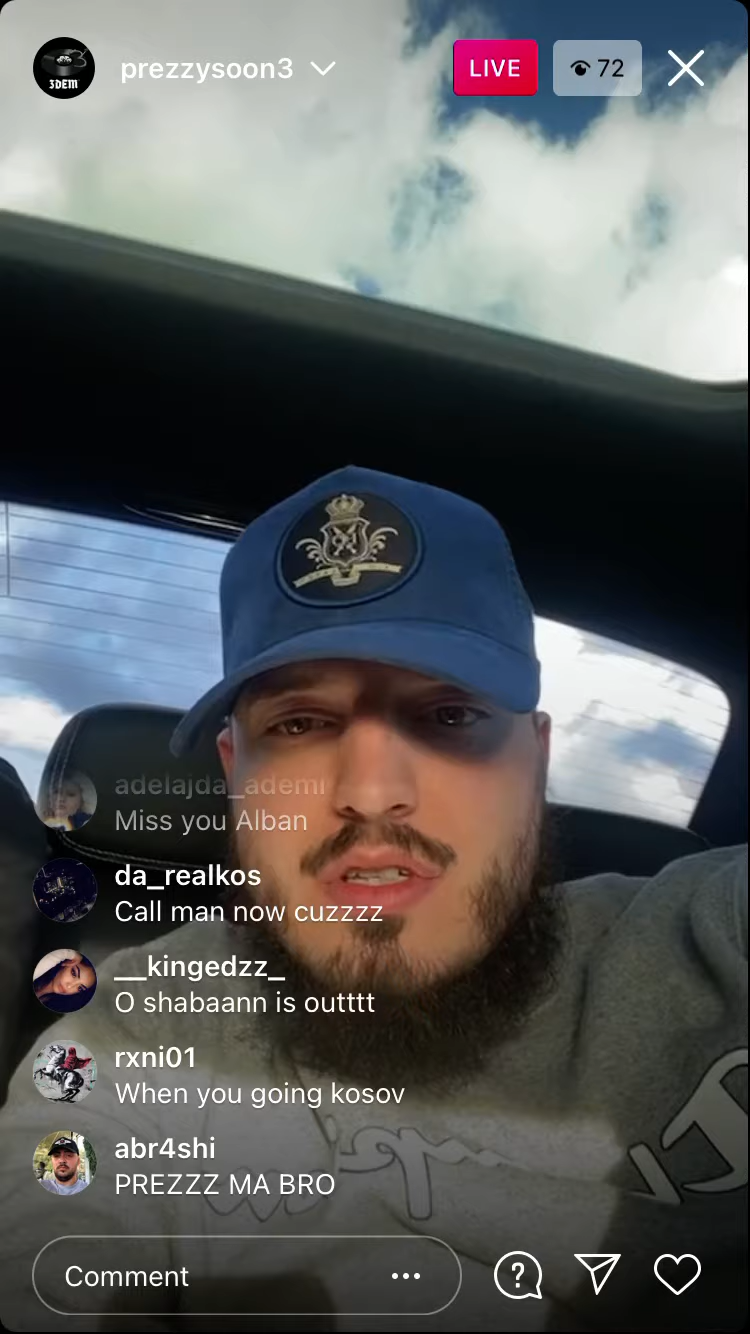 3DEM
prezzysoon3
LIVE
72
adelajda_ademi
Miss you Alban
da_realkos
Call man now cuzzzz
__kingedzz_
O shabaann is outttt
rxni01
When you going kosov
abr4shi
PREZZZ MA BRO
Comment